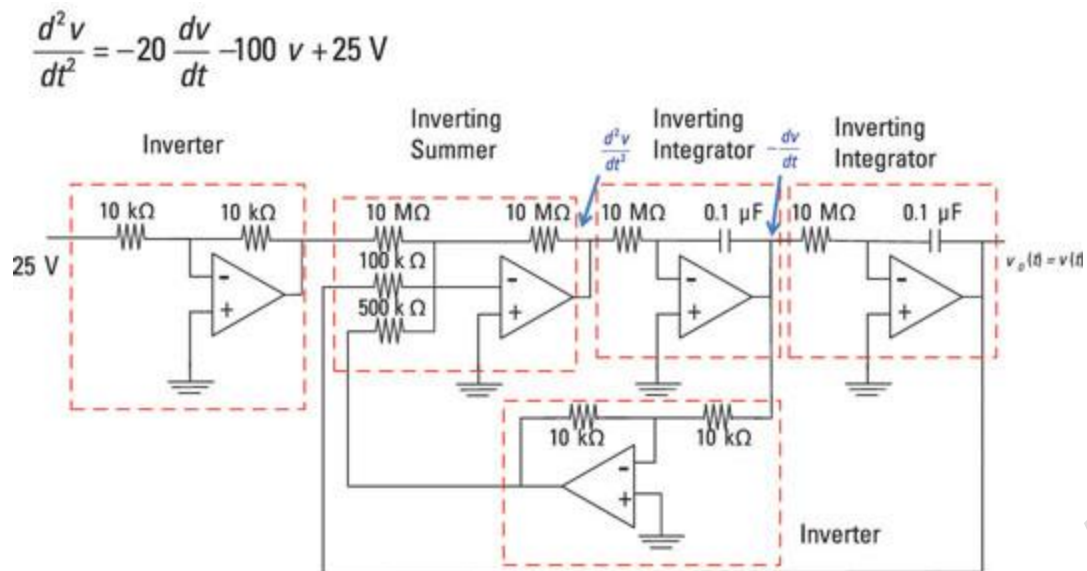 d²v/dt² = −20 dv/dt −100 v + 25 V
Inverter
Inverting
Summer
d²v/dt²
Inverting
Integrator
− dv/dt
Inverting
Integrator
10 kΩ
10 kΩ
10 MΩ
10 MΩ
10 MΩ
0.1 µF
10 MΩ
0.1 µF
25 V
100 k Ω
500 k Ω
v₀(t) = v(t)
-
+
-
+
-
+
-
+
10 kΩ
10 kΩ
-
+
Inverter